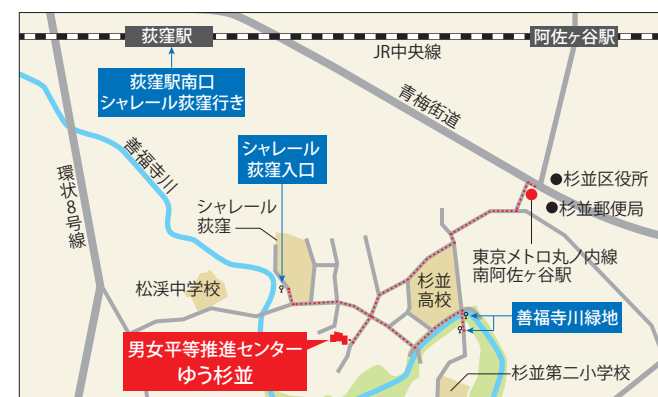 荻窪駅
阿佐ヶ谷駅
JR中央線
荻窪駅南口
シャレール荻窪行き
青梅街道
善福寺川
シャレール
荻窪入口
環状8号線
●杉並区役所
●杉並郵便局
シャレール
荻窪
東京メトロ丸ノ内線
南阿佐ヶ谷駅
杉並
高校
松渓中学校
善福寺川緑地
男女平等推進センター
ゆう杉並
杉並第二小学校